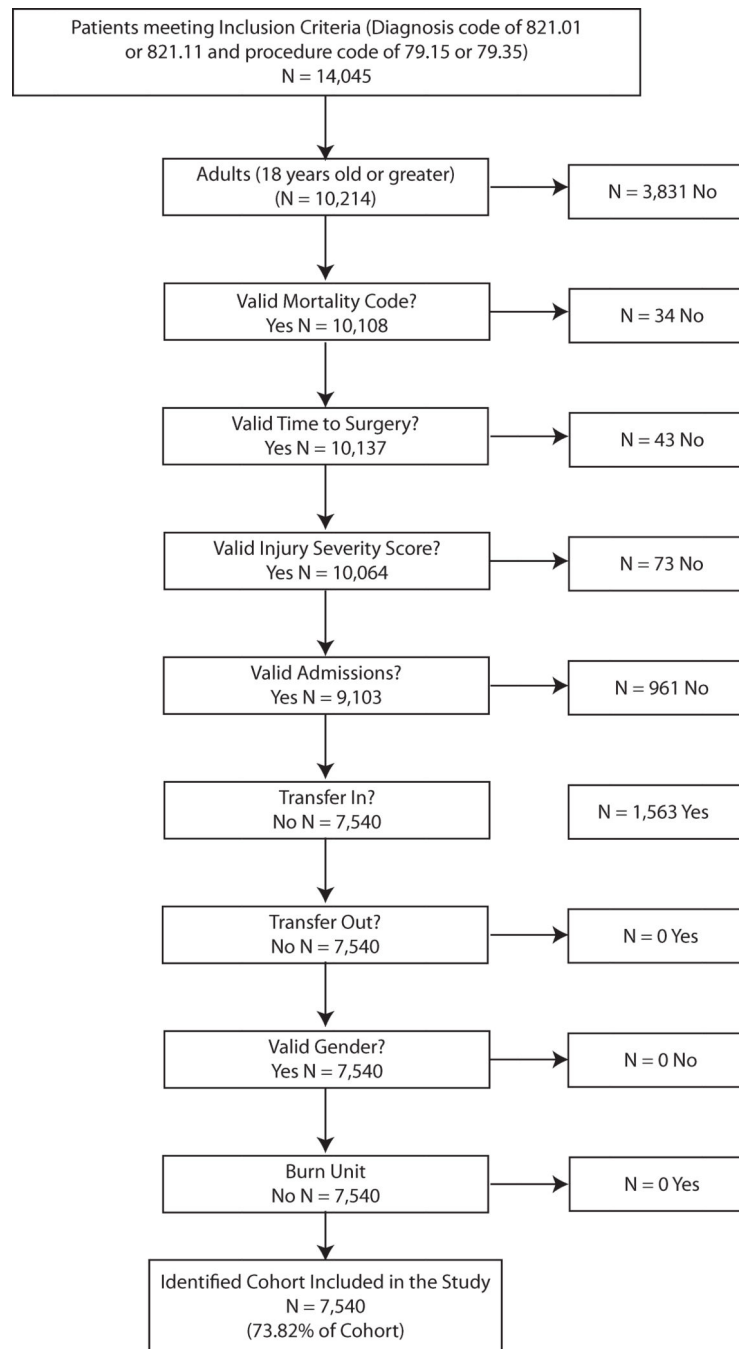 Patients meeting Inclusion Criteria (Diagnosis code of 821.01
or 821.11 and procedure code of 79.15 or 79.35)
N = 14,045
Adults (18 years old or greater)
(N = 10,214)
N = 3,831 No
Valid Mortality Code?
Yes N = 10,108
N = 34 No
Valid Time to Surgery?
Yes N = 10,137
N = 43 No
Valid Injury Severity Score?
Yes N = 10,064
N = 73 No
Valid Admissions?
Yes N = 9,103
N = 961 No
Transfer In?
No N = 7,540
N = 1,563 Yes
Transfer Out?
No N = 7,540
N = 0 Yes
Valid Gender?
Yes N = 7,540
N = 0 No
Burn Unit
No N = 7,540
N = 0 Yes
Identified Cohort Included in the Study
N = 7,540
(73.82% of Cohort)